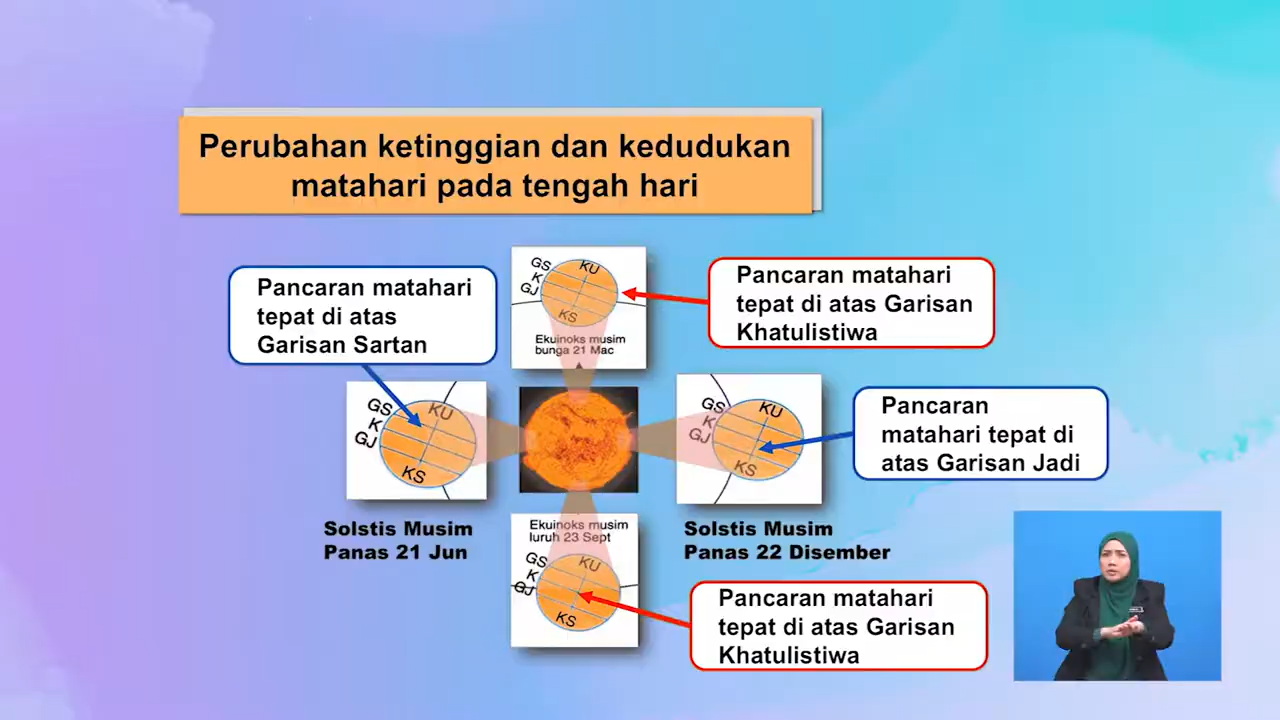 Perubahan ketinggian dan kedudukan
matahari pada tengah hari
Pancaran matahari
tepat di atas
Garisan Sartan
GS
K
GJ
KU
KS
Ekuinoks musim
bunga 21 Mac
Pancaran matahari
tepat di atas Garisan
Khatulistiwa
GS
K
GJ
KU
KS
Solstis Musim
Panas 21 Jun
GS
K
GJ
KU
KS
Solstis Musim
Panas 22 Disember
Pancaran
matahari tepat di
atas Garisan Jadi
Ekuinoks musim
luruh 23 Sept
GS
K
GJ
KU
KS
Pancaran matahari
tepat di atas Garisan
Khatulistiwa